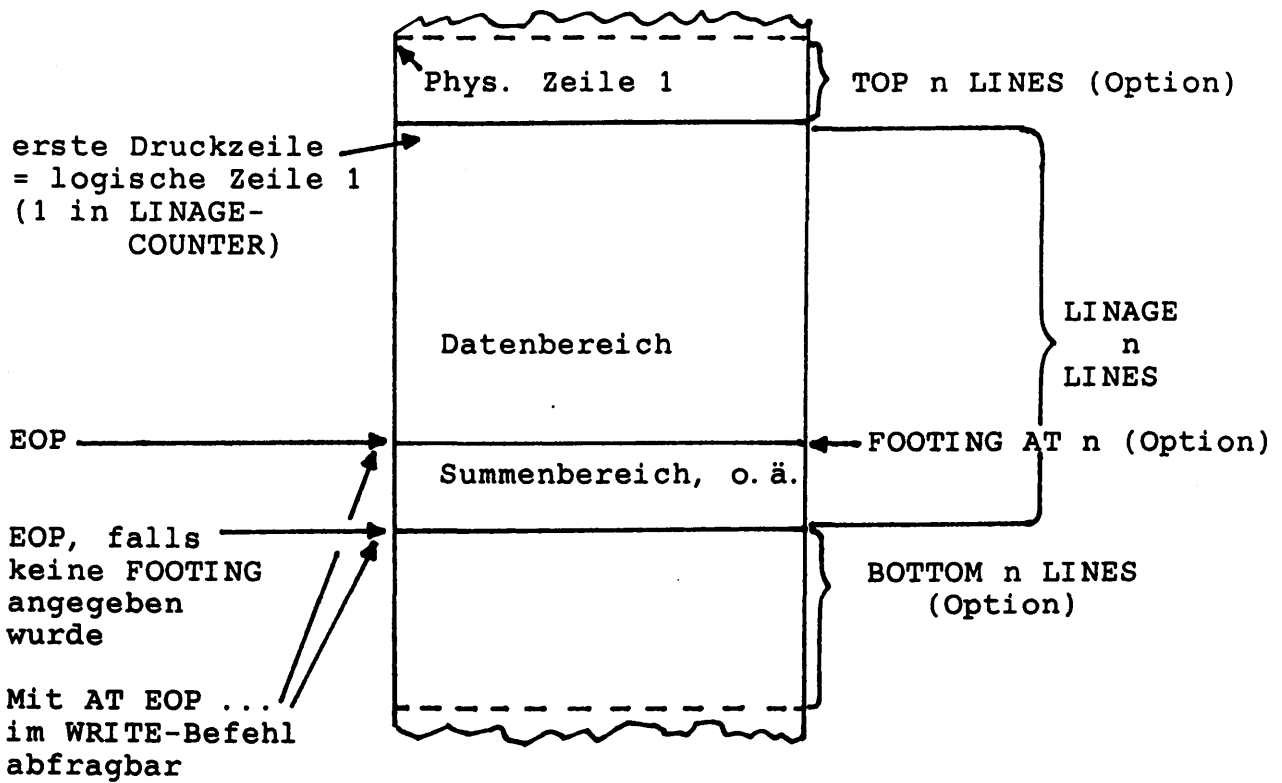 Phys. Zeile 1
TOP n LINES (Option)
erste Druckzeile
= logische Zeile 1
(1 in LINAGE-
COUNTER)
LINAGE
n
LINES
Datenbereich
EOP
FOOTING AT n (Option)
Summenbereich, o.ä.
EOP, falls
keine FOOTING
angegeben
wurde
BOTTOM n LINES
(Option)
Mit AT EOP ...
im WRITE-Befehl
abfragbar